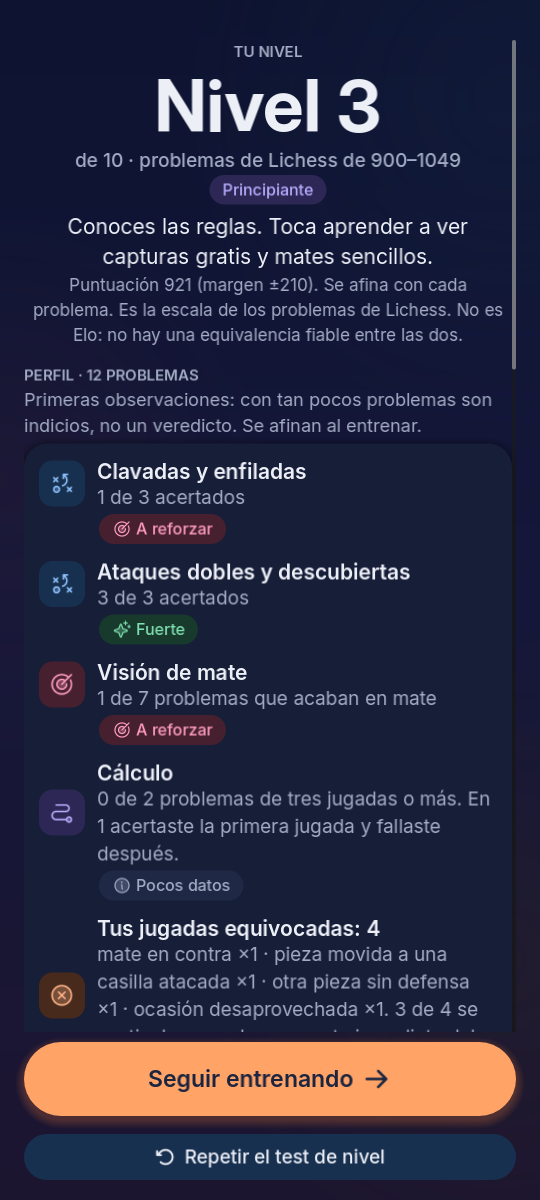 TU NIVEL
Nivel 3
de 10 · problemas de Lichess de 900–1049
Principiante
Conoces las reglas. Toca aprender a ver
capturas gratis y mates sencillos.
Puntuación 921 (margen ±210). Se afina con cada
problema. Es la escala de los problemas de Lichess. No es
Elo: no hay una equivalencia fiable entre las dos.
PERFIL · 12 PROBLEMAS
Primeras observaciones: con tan pocos problemas son
indicios, no un veredicto. Se afinan al entrenar.
Clavadas y enfiladas
1 de 3 acertados
A reforzar
Ataques dobles y descubiertas
3 de 3 acertados
Fuerte
Visión de mate
1 de 7 problemas que acaban en mate
A reforzar
Cálculo
0 de 2 problemas de tres jugadas o más. En
1 acertaste la primera jugada y fallaste
después.
Pocos datos
Tus jugadas equivocadas: 4
mate en contra ×1 · pieza movida a una
casilla atacada ×1 · otra pieza sin defensa
×1 · ocasión desaprovechada ×1. 3 de 4 se
Seguir entrenando
Repetir el test de nivel